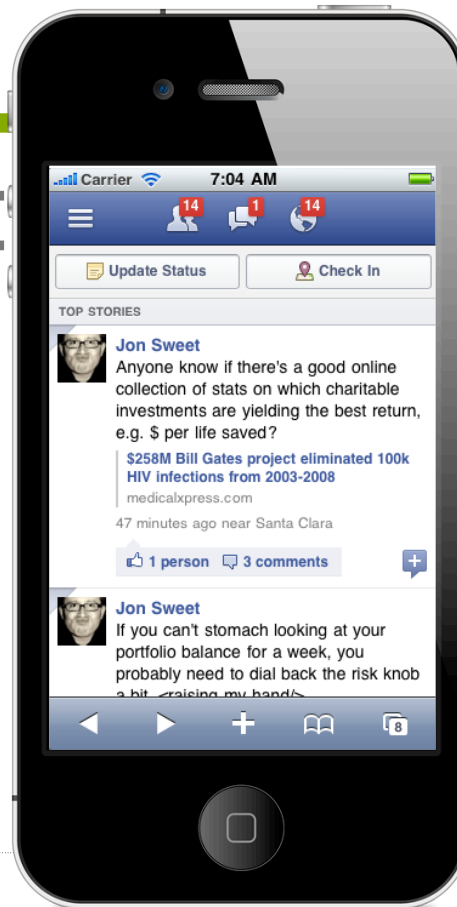 Carrier 7:04 AM
14 1 14
Update Status Check In
TOP STORIES
Jon Sweet
Anyone know if there's a good online
collection of stats on which charitable
investments are yielding the best return,
e.g. $ per life saved?
$258M Bill Gates project eliminated 100k
HIV infections from 2003-2008
medicalxpress.com
47 minutes ago near Santa Clara
1 person 3 comments
Jon Sweet
If you can't stomach looking at your
portfolio balance for a week, you
probably need to dial back the risk knob
a bit. <raising my hand/>
8